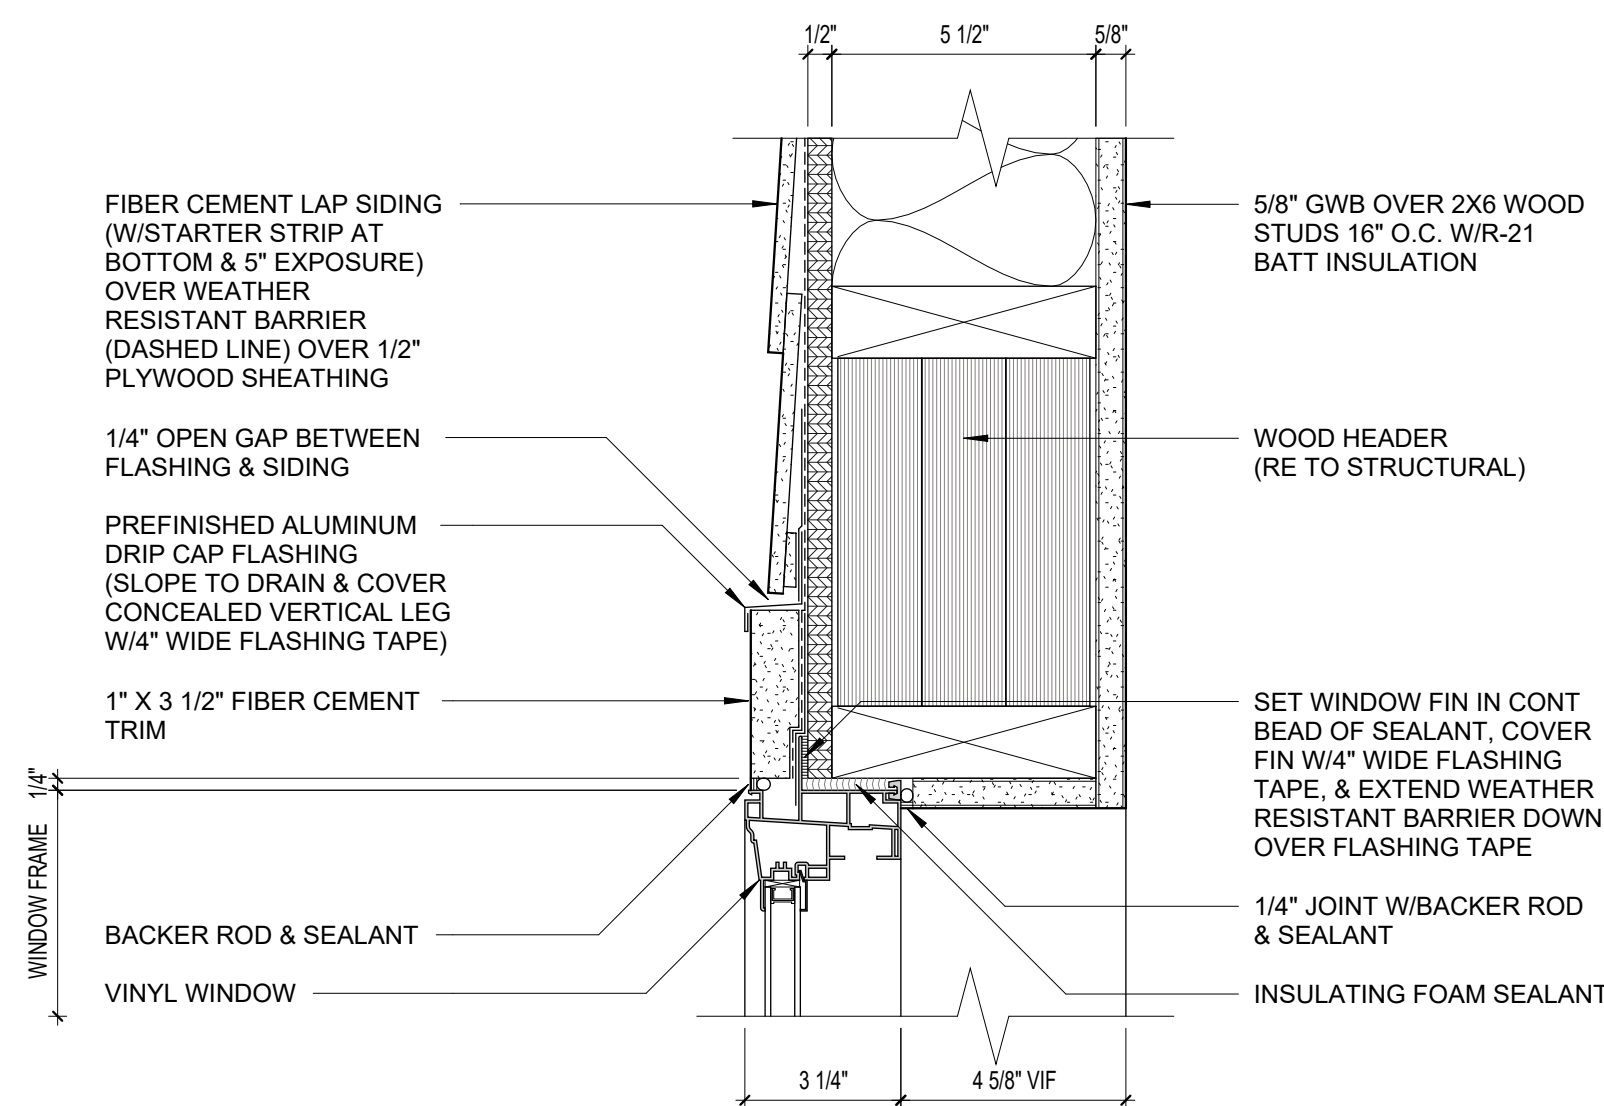 1/2"
5 1/2"
5/8"
FIBER CEMENT LAP SIDING
(W/STARTER STRIP AT
BOTTOM & 5" EXPOSURE)
OVER WEATHER
RESISTANT BARRIER
(DASHED LINE) OVER 1/2"
PLYWOOD SHEATHING
1/4" OPEN GAP BETWEEN
FLASHING & SIDING
PREFINISHED ALUMINUM
DRIP CAP FLASHING
(SLOPE TO DRAIN & COVER
CONCEALED VERTICAL LEG
W/4" WIDE FLASHING TAPE)
1" X 3 1/2" FIBER CEMENT
TRIM
1/4"
WINDOW FRAME
BACKER ROD & SEALANT
VINYL WINDOW
5/8" GWB OVER 2X6 WOOD
STUDS 16" O.C. W/R-21
BATT INSULATION
WOOD HEADER
(RE TO STRUCTURAL)
SET WINDOW FIN IN CONT
BEAD OF SEALANT, COVER
FIN W/4" WIDE FLASHING
TAPE, & EXTEND WEATHER
RESISTANT BARRIER DOWN
OVER FLASHING TAPE
1/4" JOINT W/BACKER ROD
& SEALANT
INSULATING FOAM SEALANT
3 1/4"
4 5/8" VIF